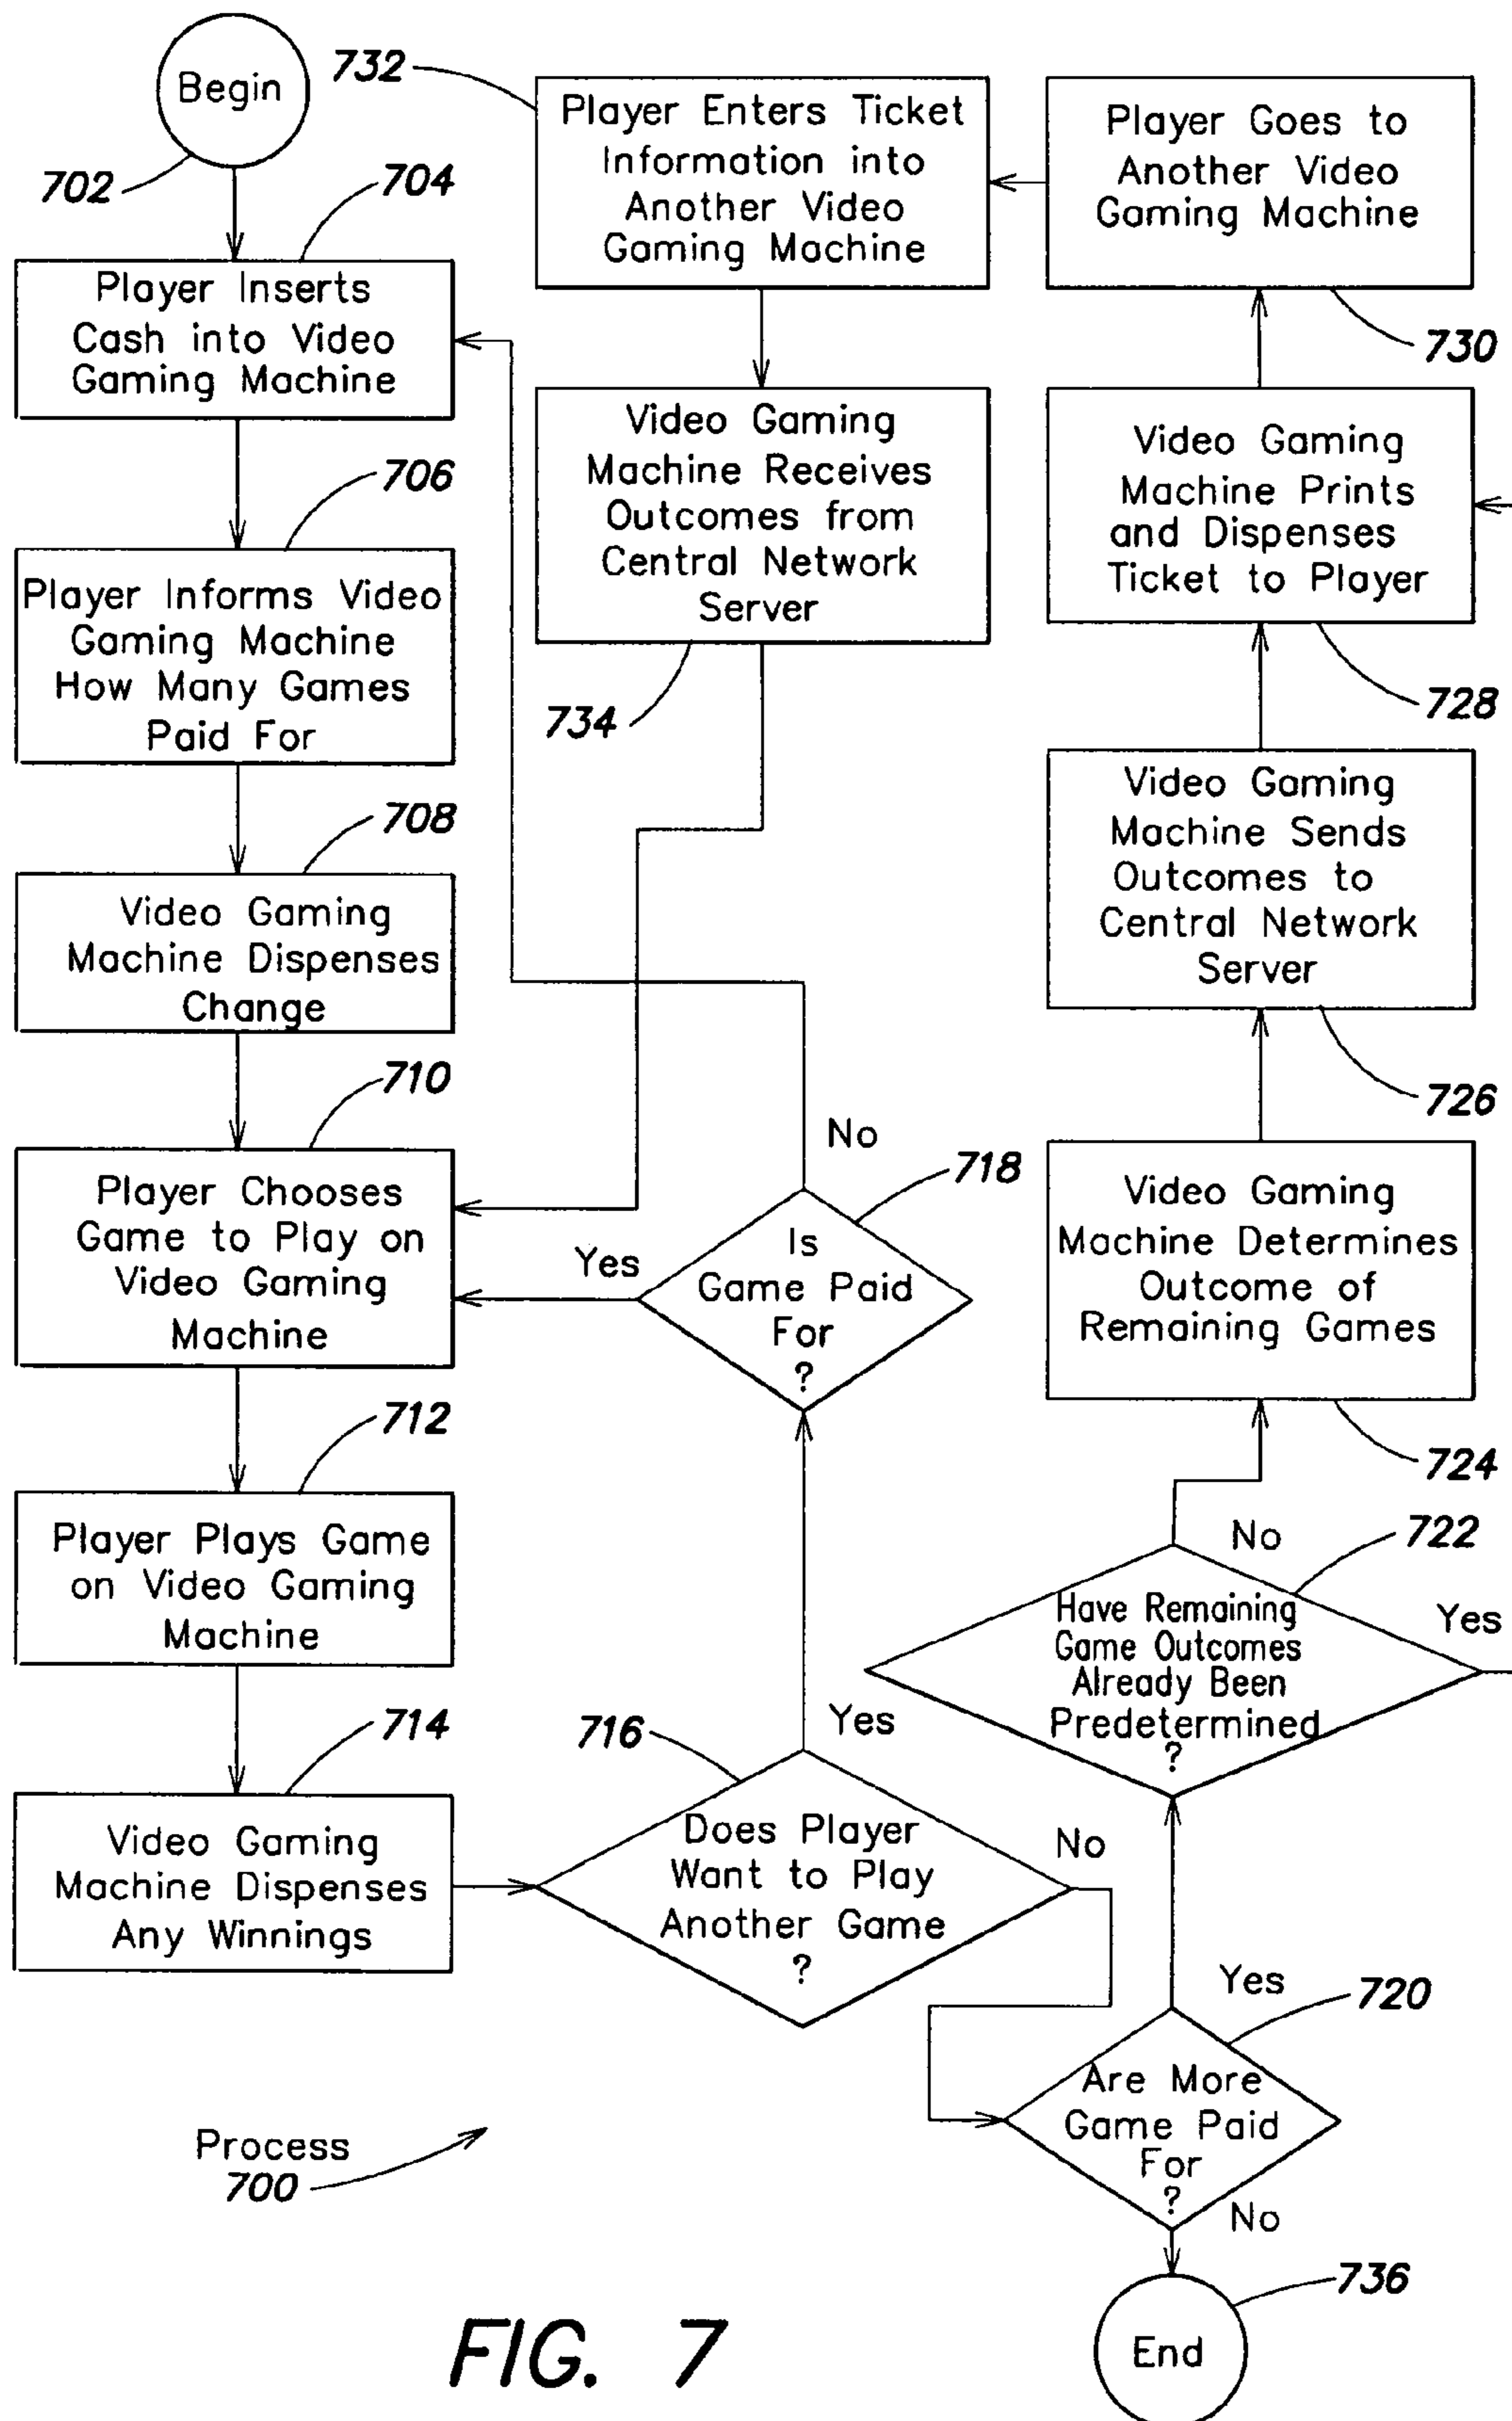 Begin
702
704
Player Inserts
Cash into Video
Gaming Machine
706
Player Informs Video
Gaming Machine
How Many Games
Paid For
708
Video Gaming
Machine Dispenses
Change
710
Player Chooses
Game to Play on
Video Gaming
Machine
712
Player Plays Game
on Video Gaming
Machine
714
Video Gaming
Machine Dispenses
Any Winnings
716
Does Player
Want to Play
Another Game
?
Yes
No
718
Is
Game Paid
For
?
Yes
No
720
Are More
Game Paid
For
?
Yes
No
722
Have Remaining
Game Outcomes
Already Been
Predetermined
?
No
Yes
724
Video Gaming
Machine Determines
Outcome of
Remaining Games
726
Video Gaming
Machine Sends
Outcomes to
Central Network
Server
728
Video Gaming
Machine Prints
and Dispenses
Ticket to Player
730
Player Goes to
Another Video
Gaming Machine
732
Player Enters Ticket
Information into
Another Video
Gaming Machine
734
Video Gaming
Machine Receives
Outcomes from
Central Network
Server
736
End
Process
700
FIG. 7